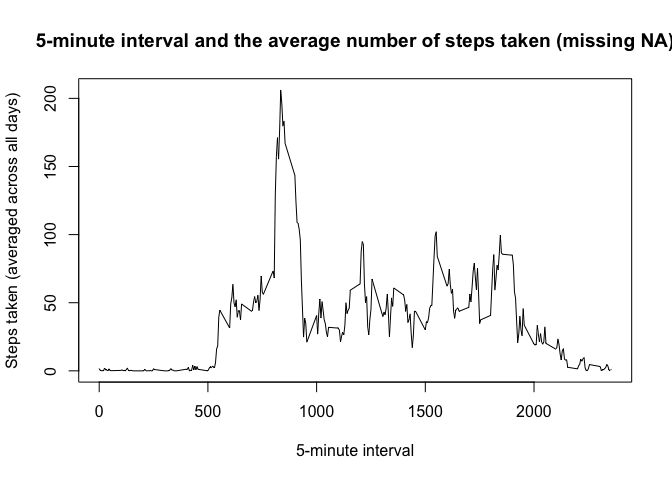 5-minute interval and the average number of steps taken (missing NA)
Steps taken (averaged across all days)
200
150
100
50
0
0 500 1000 1500 2000
5-minute interval